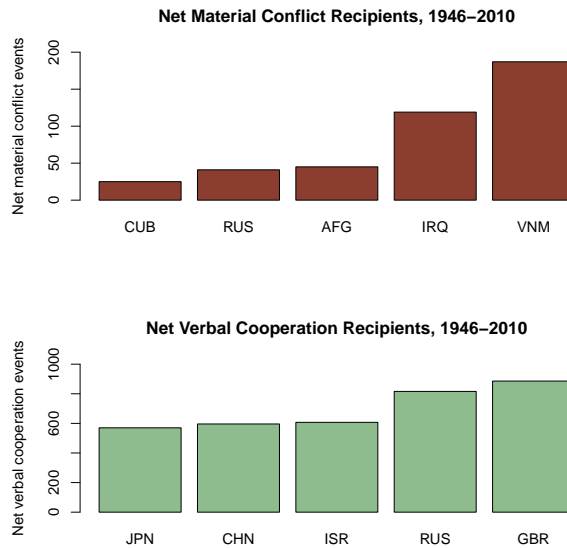 Net Material Conflict Recipients, 1946−2010
Net material conflict events
200
100
50
0
CUB RUS AFG IRQ VNM
Net Verbal Cooperation Recipients, 1946−2010
Net verbal cooperation events
1000
600
200
0
JPN CHN ISR RUS GBR